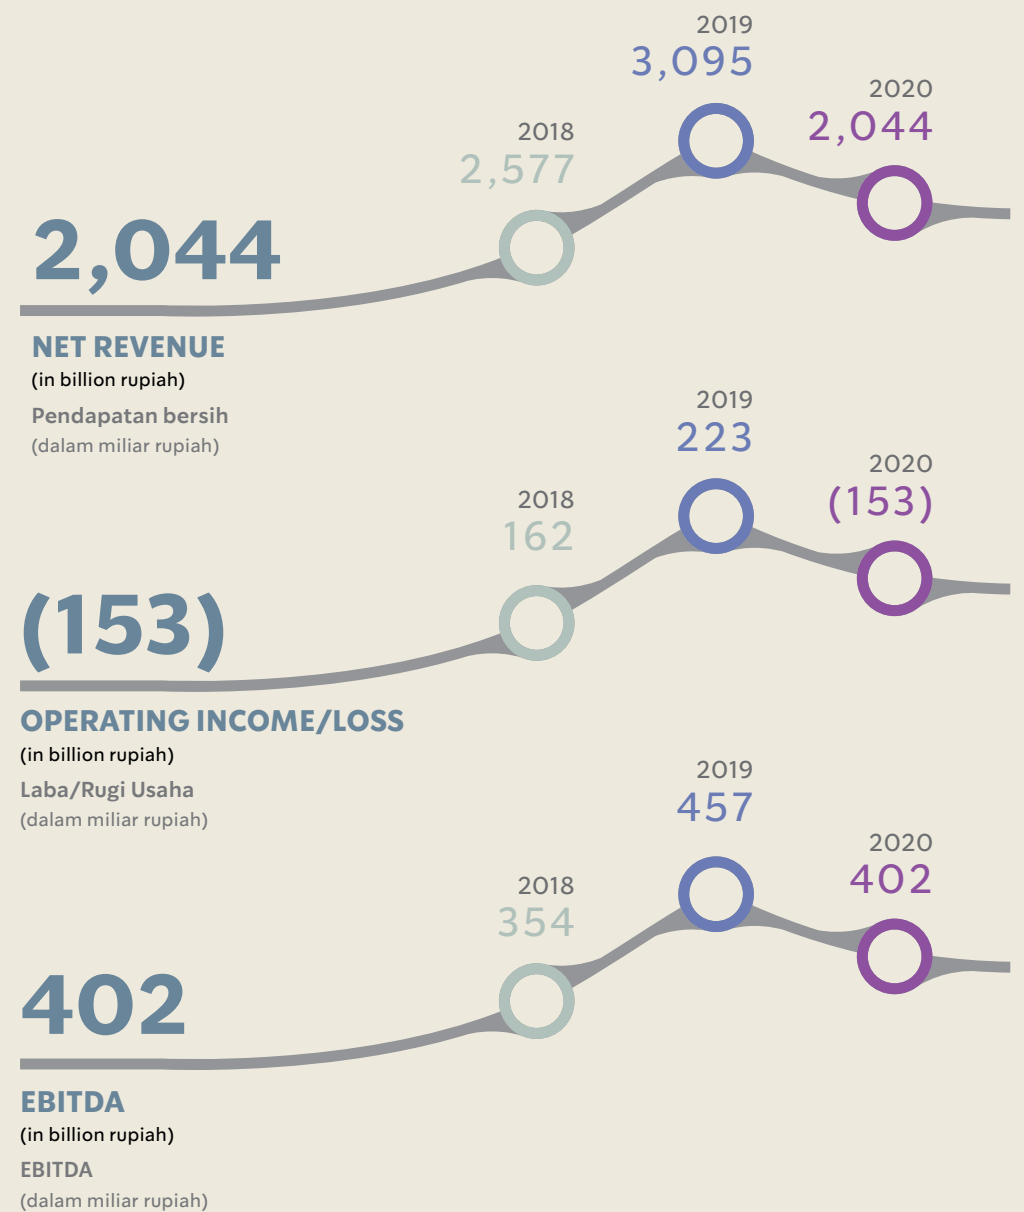 2019
3,095
2020
2,044
2018
2,577
2,044
NET REVENUE
(in billion rupiah)
Pendapatan bersih
(dalam miliar rupiah)
2019
223
2020
(153)
2018
162
(153)
OPERATING INCOME/LOSS
(in billion rupiah)
Laba/Rugi Usaha
(dalam miliar rupiah)
2019
457
2020
402
2018
354
402
EBITDA
(in billion rupiah)
EBITDA
(dalam miliar rupiah)